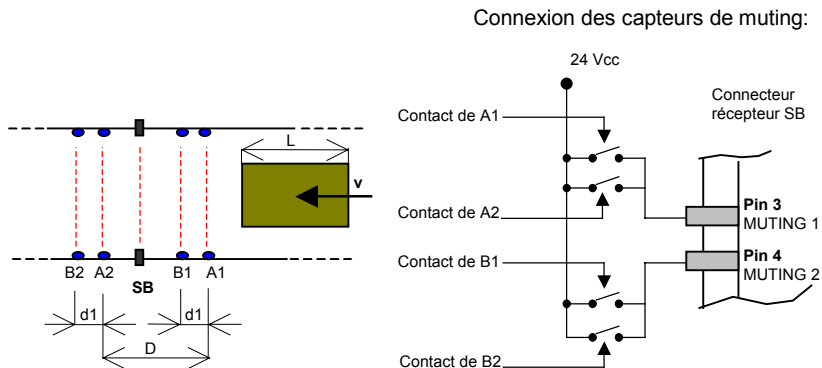 Connexion des capteurs de muting:
24 Vcc
Connecteur
récepteur SB
Contact de A1
L
v
Contact de A2
Pin 3
MUTING 1
Contact de B1
Pin 4
MUTING 2
B2 A2 B1 A1
SB
d1 d1
D
Contact de B2